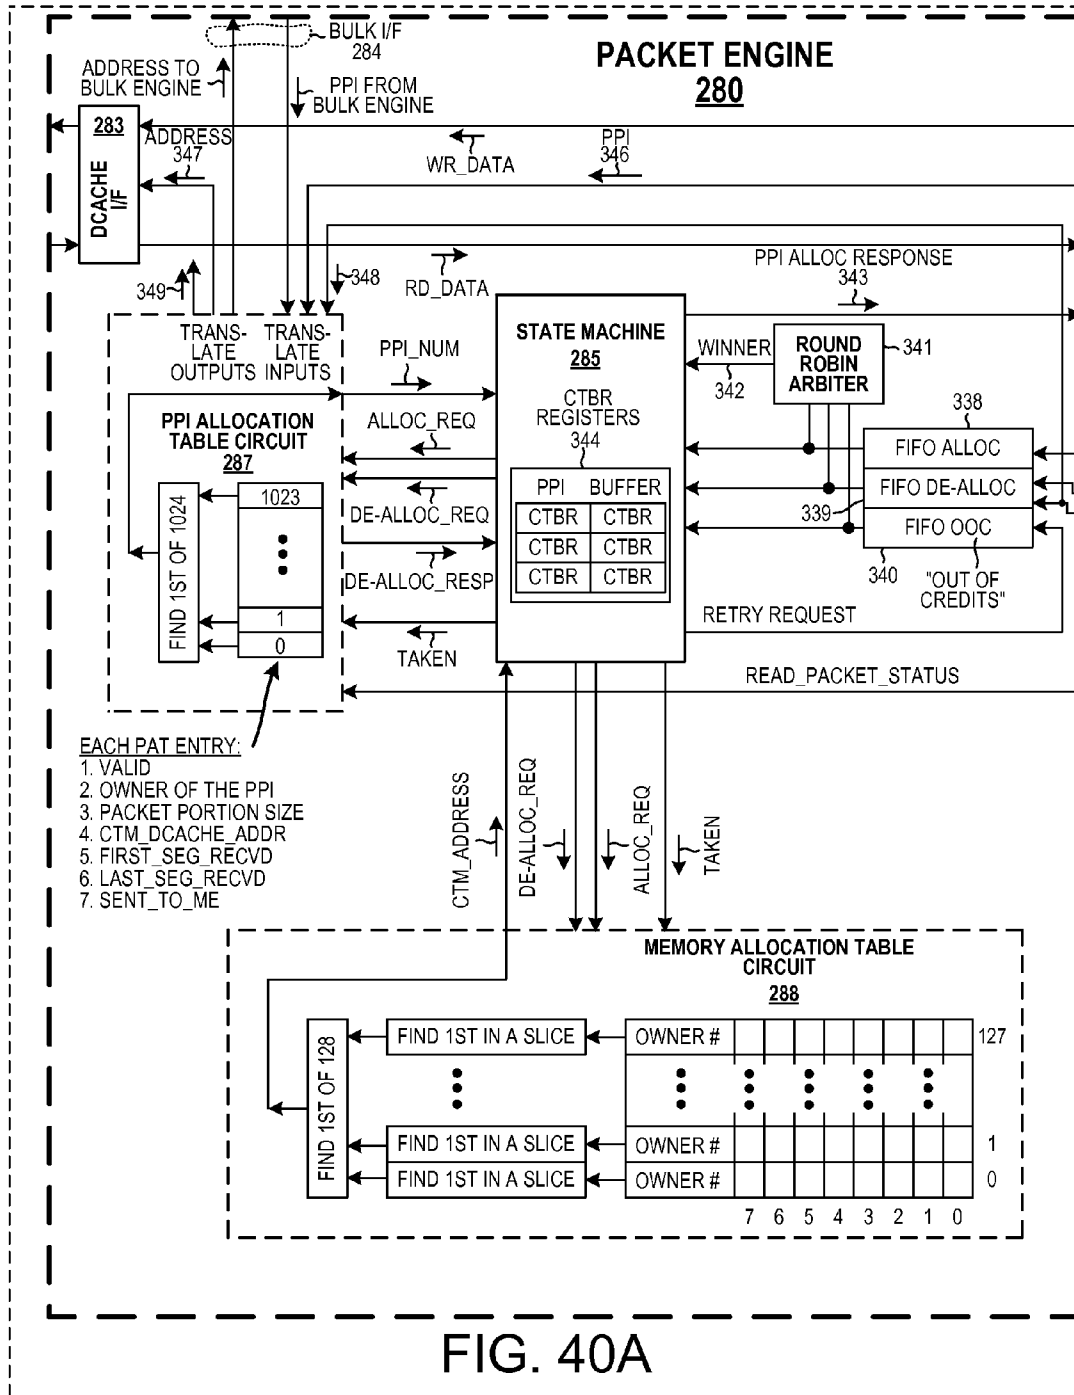 BULK I/F
284
PACKET ENGINE
280
ADDRESS TO
BULK ENGINE
PPI FROM
BULK ENGINE
283
DCACHE
I/F
ADDRESS
347
WR_DATA
PPI
346
349
348
RD_DATA
PPI ALLOC RESPONSE
343
TRANS-
LATE
OUTPUTS
TRANS-
LATE
INPUTS
PPI_NUM
STATE MACHINE
285
CTBR
REGISTERS
344
PPI BUFFER
CTBR CTBR
CTBR CTBR
CTBR CTBR
WINNER
342
ROUND
ROBIN
ARBITER
341
338
FIFO ALLOC
FIFO DE-ALLOC
339
FIFO OOC
340
"OUT OF
CREDITS"
PPI ALLOCATION
TABLE CIRCUIT
287
ALLOC_REQ
DE-ALLOC_REQ
DE-ALLOC_RESP
TAKEN
FIND 1ST OF 1024
1023
1
0
RETRY REQUEST
READ_PACKET_STATUS
EACH PAT ENTRY:
1. VALID
2. OWNER OF THE PPI
3. PACKET PORTION SIZE
4. CTM_DCACHE_ADDR
5. FIRST_SEG_RECVD
6. LAST_SEG_RECVD
7. SENT_TO_ME
CTM_ADDRESS
DE-ALLOC_REQ
ALLOC_REQ
TAKEN
MEMORY ALLOCATION TABLE
CIRCUIT
288
FIND 1ST OF 128
FIND 1ST IN A SLICE OWNER # 127
FIND 1ST IN A SLICE OWNER # 1
FIND 1ST IN A SLICE OWNER # 0
7 6 5 4 3 2 1 0
FIG. 40A